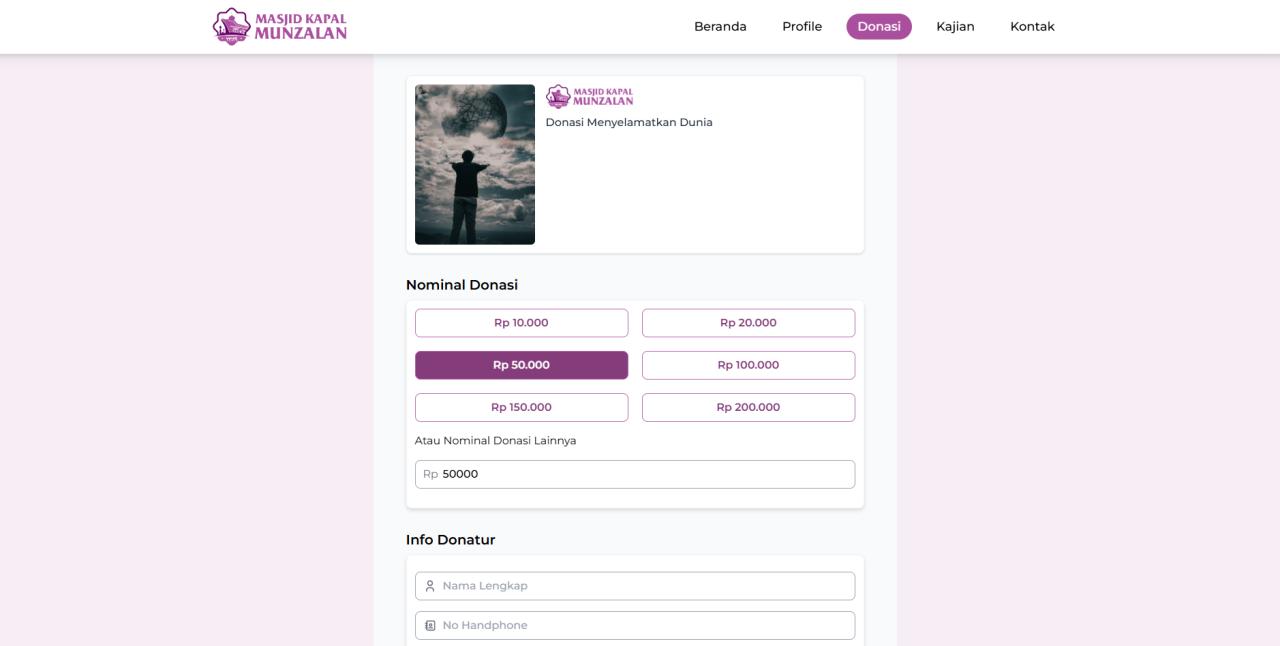 MASJID KAPAL
MUNZALAN
Beranda Profile Donasi Kajian Kontak
MASJID KAPAL
MUNZALAN
Donasi Menyelamatkan Dunia
Nominal Donasi
Rp 10.000 Rp 20.000
Rp 50.000 Rp 100.000
Rp 150.000 Rp 200.000
Atau Nominal Donasi Lainnya
Rp 50000
Info Donatur
Nama Lengkap
No Handphone